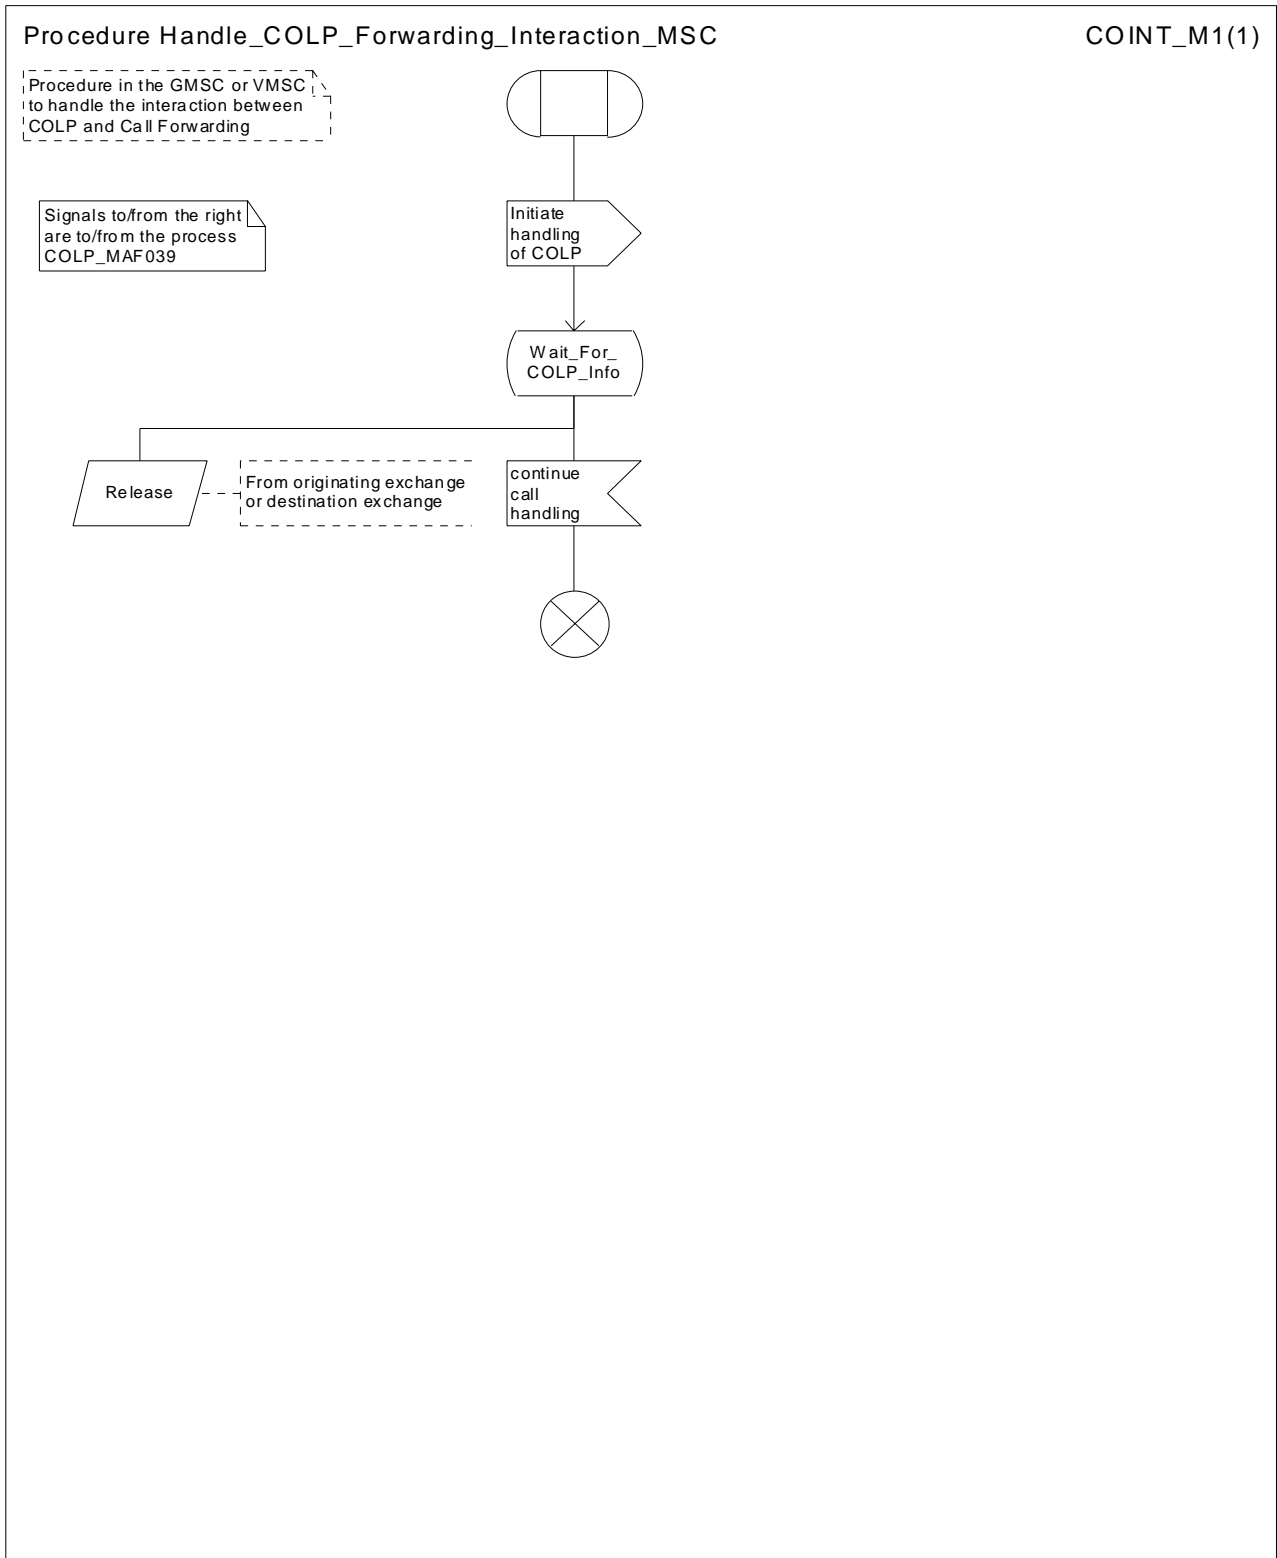 Procedure Handle_COLP_Forwarding_Interaction_MSC
COINT_M1(1)
Procedure in the GMSC or VMSC
to handle the interaction between
COLP and Call Forwarding
Signals to/from the right
are to/from the process
COLP_MAF039
Initiate
handling
of COLP
Wait_For_
COLP_Info
Release
From originating exchange
or destination exchange
continue
call
handling